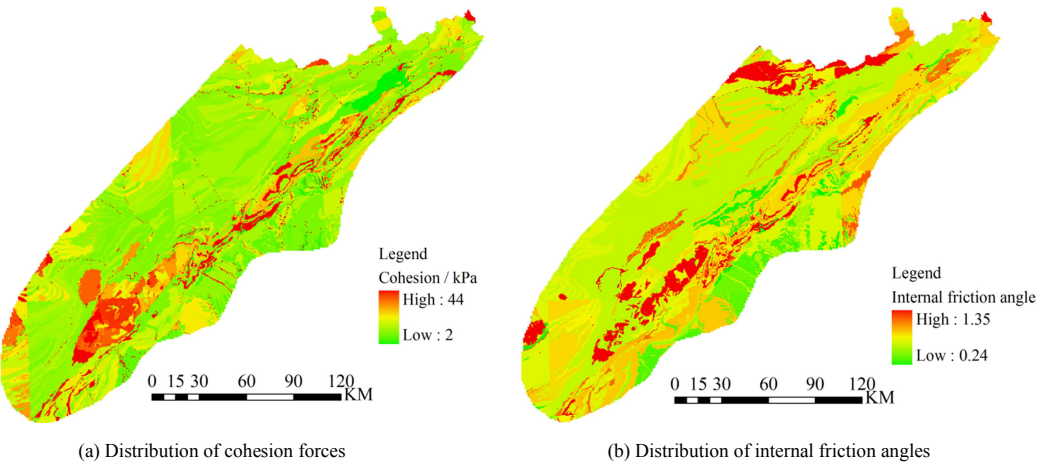 Legend
Cohesion / kPa
High : 44
Low : 2
0 15 30 60 90 120
KM
(a) Distribution of cohesion forces
Legend
Internal friction angle
High : 1.35
Low : 0.24
0 15 30 60 90 120
KM
(b) Distribution of internal friction angles